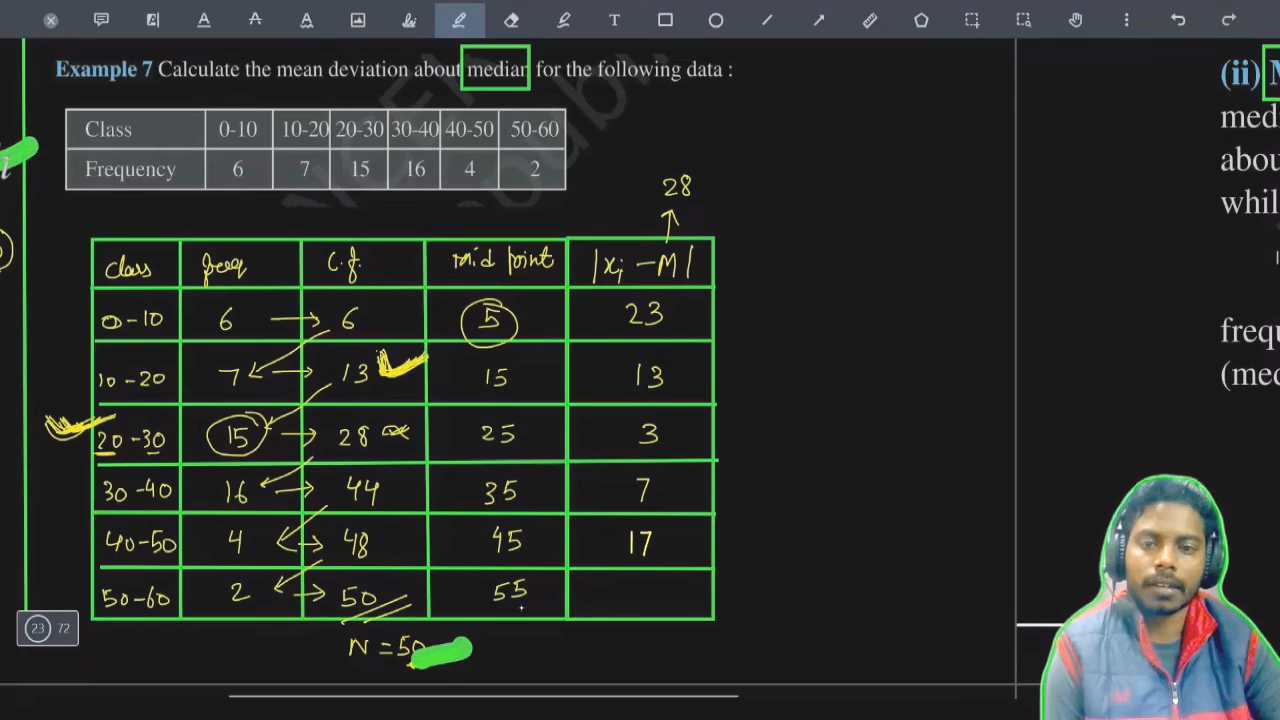 Example 7 Calculate the mean deviation about median for the following data :
Class 0-10 10-20 20-30 30-40 40-50 50-60
Frequency 6 7 15 16 4 2
28
class freq c.f. mid point |xi - M|
0-10 6 6 5 23
10-20 7 13 15 13
20-30 15 28 25 3
30-40 16 44 35 7
40-50 4 48 45 17
50-60 2 50 55
N = 50
23 72
(ii) M
medi
abou
whil
frequ
(med